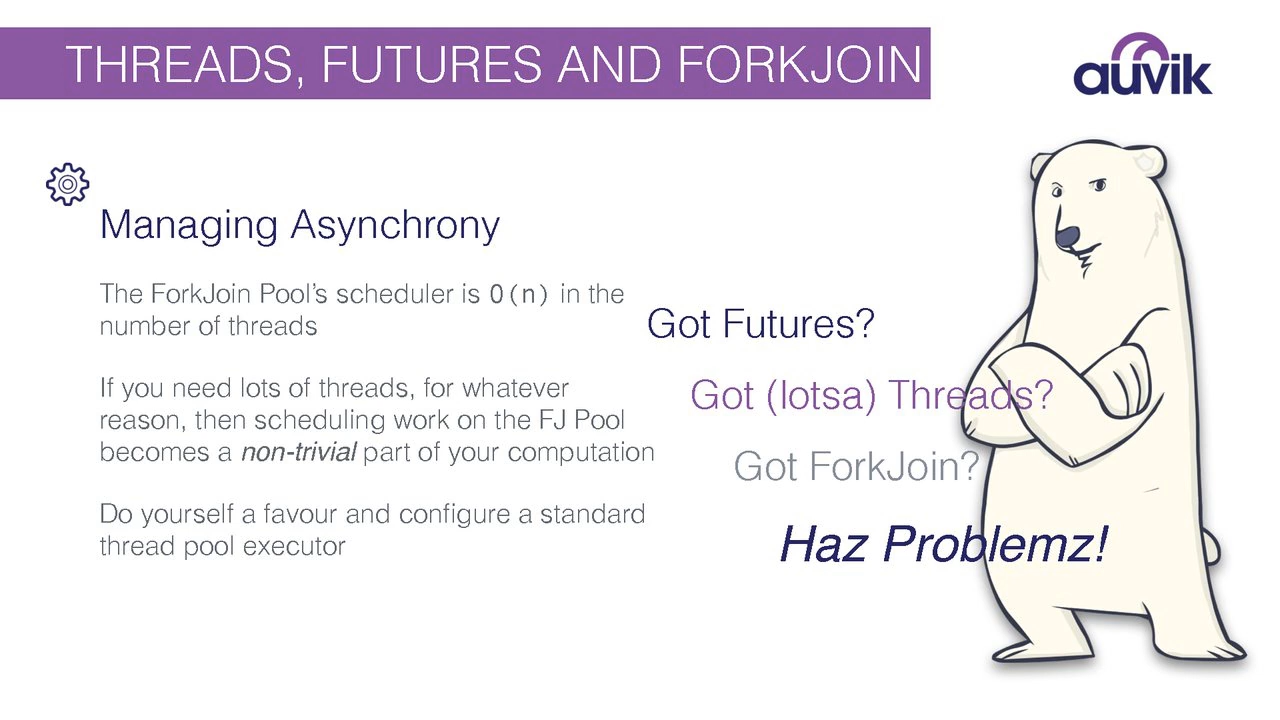 THREADS, FUTURES AND FORKJOIN
auvik
Managing Asynchrony
The ForkJoin Pool's scheduler is O(n) in the
number of threads
If you need lots of threads, for whatever
reason, then scheduling work on the FJ Pool
becomes a non-trivial part of your computation
Do yourself a favour and configure a standard
thread pool executor
Got Futures?
Got (lotsa) Threads?
Got ForkJoin?
Haz Problemz!